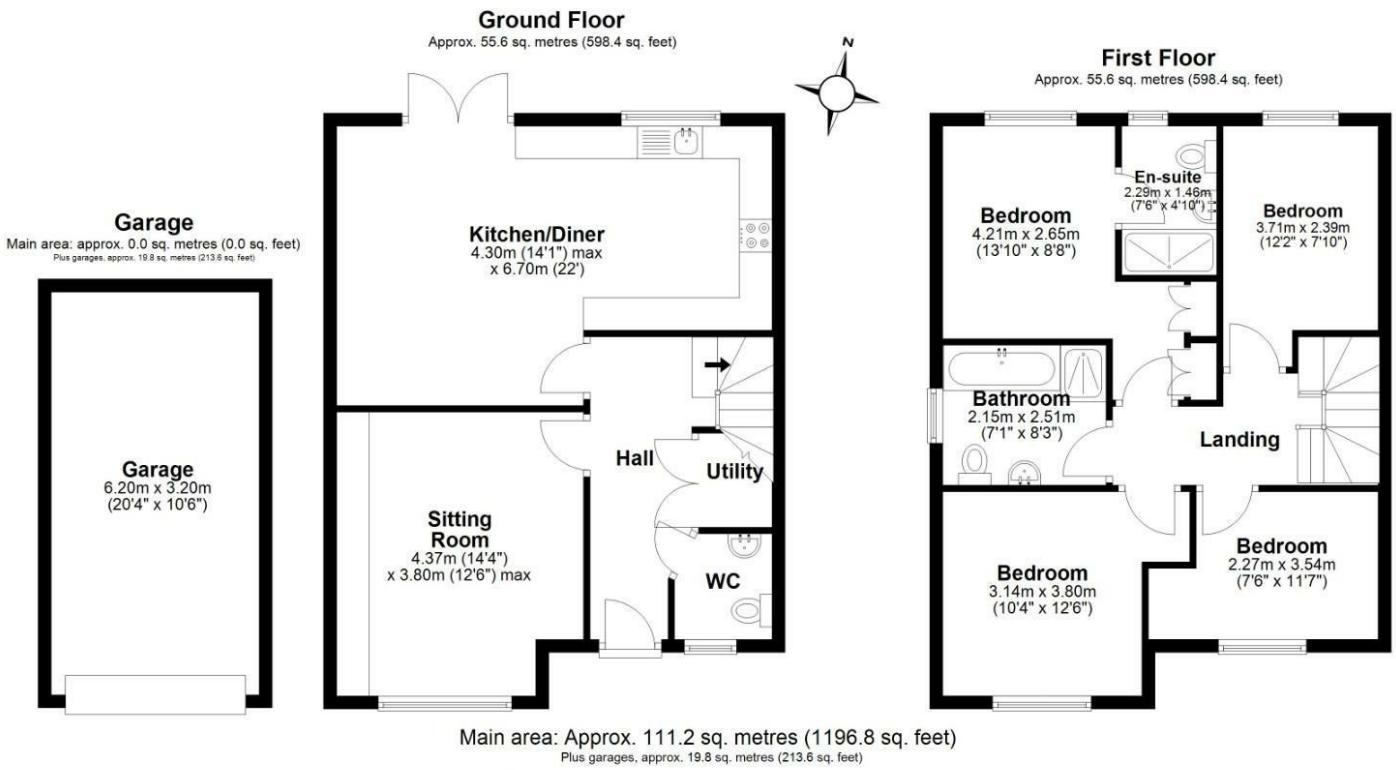 Ground Floor
Approx. 55.6 sq. metres (598.4 sq. feet)
N
First Floor
Approx. 55.6 sq. metres (598.4 sq. feet)
Garage
Main area: approx. 0.0 sq. metres (0.0 sq. feet)
Plus garages, approx. 19.8 sq. metres (213.6 sq. feet)
Garage
6.20m x 3.20m
(20'4" x 10'6")
Kitchen/Diner
4.30m (14'1") max
x 6.70m (22')
Hall
Utility
Sitting
Room
4.37m (14'4")
x 3.80m (12'6") max
WC
Bedroom
4.21m x 2.65m
(13'10" x 8'8")
En-suite
2.29m x 1.46m
(7'6" x 4'10")
Bedroom
3.71m x 2.39m
(12'2" x 7'10")
Bathroom
2.15m x 2.51m
(7'1" x 8'3")
Landing
Bedroom
3.14m x 3.80m
(10'4" x 12'6")
Bedroom
2.27m x 3.54m
(7'6" x 11'7")
Main area: Approx. 111.2 sq. metres (1196.8 sq. feet)
Plus garages, approx. 19.8 sq. metres (213.6 sq. feet)